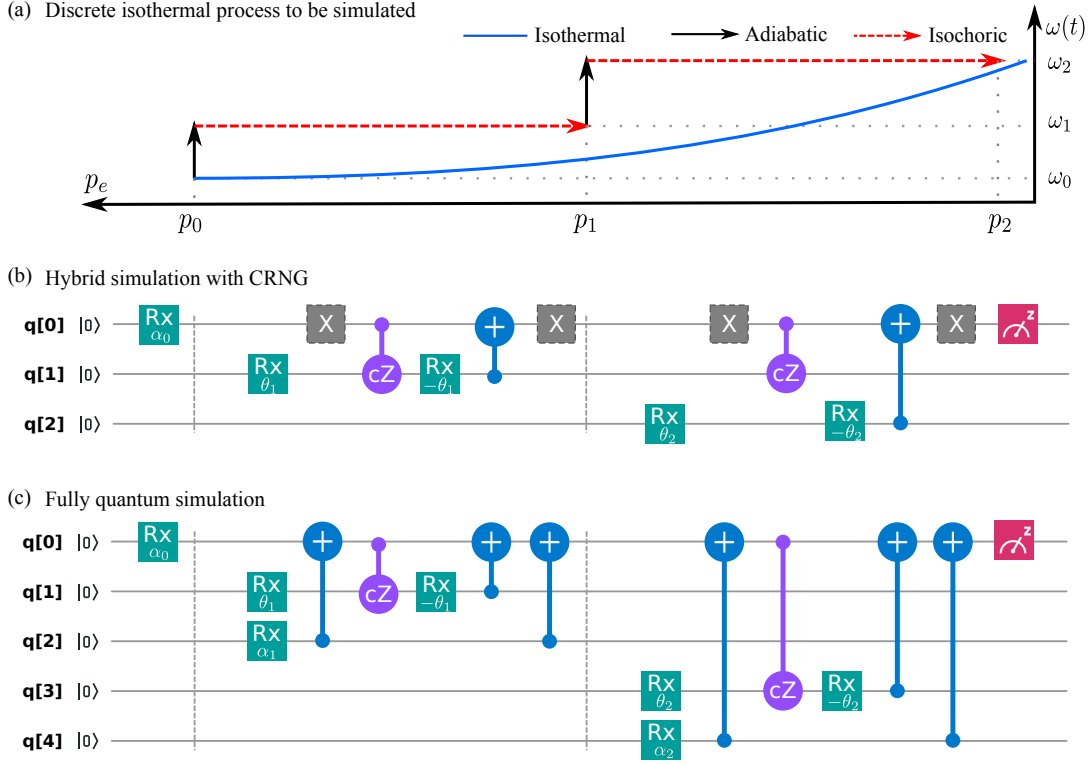 (a) Discrete isothermal process to be simulated
ω(t)
Isothermal Adiabatic Isochoric
ω₂
ω₁
ω₀
pₑ
p₀ p₁ p₂
(b) Hybrid simulation with CRNG
q[0] |0⟩ Rx α₀ X X X X z
q[1] |0⟩ Rx θ₁ cZ Rx −θ₁ cZ
q[2] |0⟩ Rx θ₂ Rx −θ₂
(c) Fully quantum simulation
q[0] |0⟩ Rx α₀ z
q[1] |0⟩ Rx θ₁ cZ Rx −θ₁
q[2] |0⟩ Rx α₁
q[3] |0⟩ Rx θ₂ cZ Rx −θ₂
q[4] |0⟩ Rx α₂